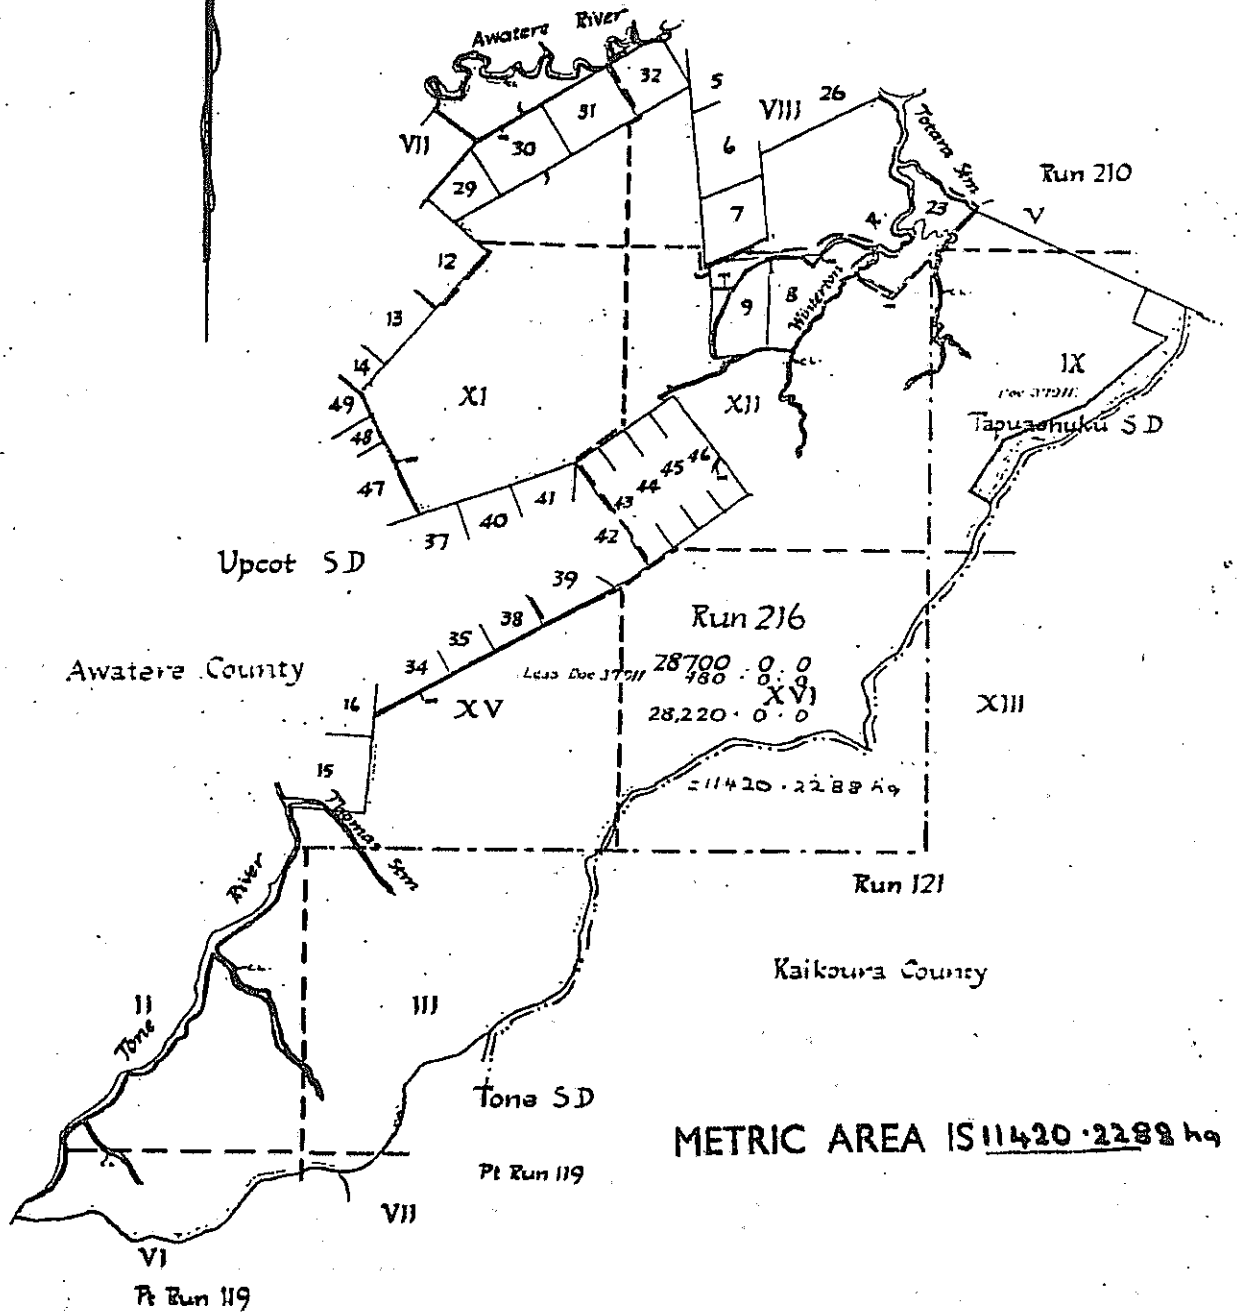 Awatere River
32
5
VIII
26
31
VII
30
6
Totara Stm
Run 210
29
7
R.
23
V
12
T
9
8
Winterton
13
14
XI
IX
49
XII
Tapuaenuku S D
48
47
46
45
44
43
41
40
37
42
Upcot S D
39
38
35
34
Run 216
Awatere County
Less Doc 37911
28700 · 0 · 0
480 · 0 · 0
16
XV
XVI
28,220 · 0 · 0
XIII
15
= 11420 · 2288 ha
Thomas Stm
River
Run 121
Kaikoura County
II
Tone
III
Tone S D
METRIC AREA IS 11420 · 2288 ha
Pt Run 119
VII
VI
Pt Run 119